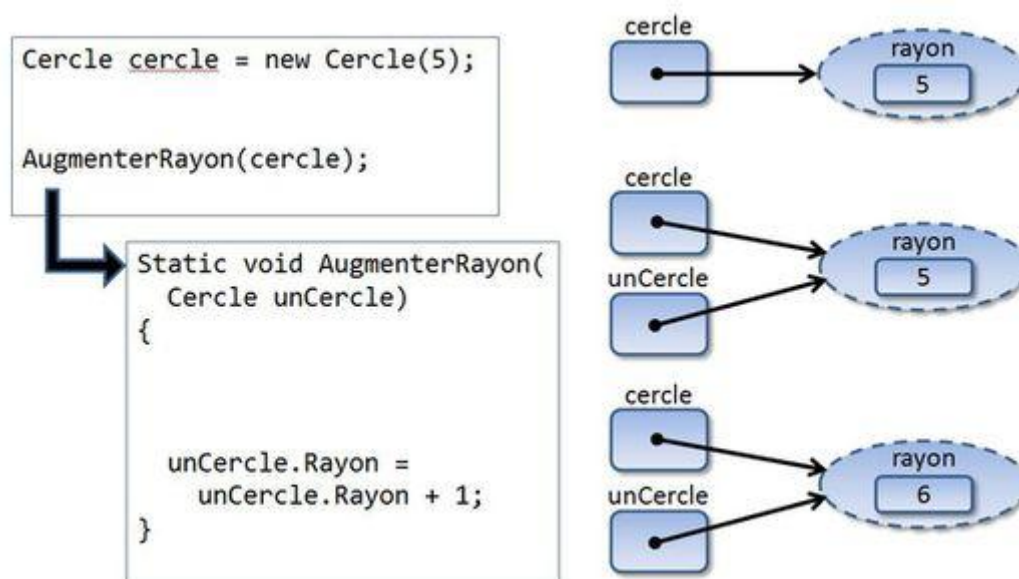 Cercle cercle = new Cercle(5);
AugmenterRayon(cercle);
Static void AugmenterRayon(
Cercle unCercle)
{
unCercle.Rayon =
unCercle.Rayon + 1;
}
cercle
rayon
5
cercle
unCercle
rayon
5
cercle
unCercle
rayon
6